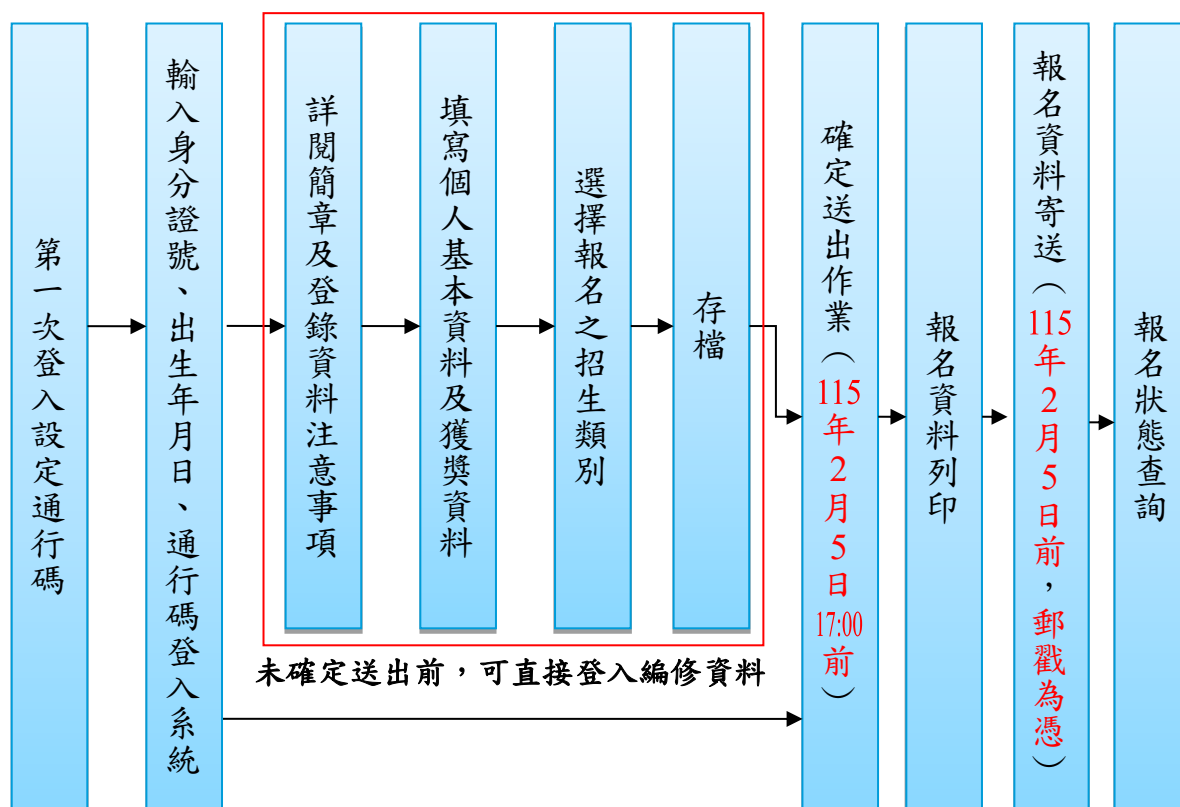 第一次登入設定通行碼
輸入身分證號、出生年月日、通行碼登入系統
詳閱簡章及登錄資料注意事項
填寫個人基本資料及獲獎資料
選擇報名之招生類別
存檔
未確定送出前，可直接登入編修資料
確定送出作業（115年2月5日17:00前）
報名資料列印
報名資料寄送（115年2月5日前，郵戳為憑）
報名狀態查詢